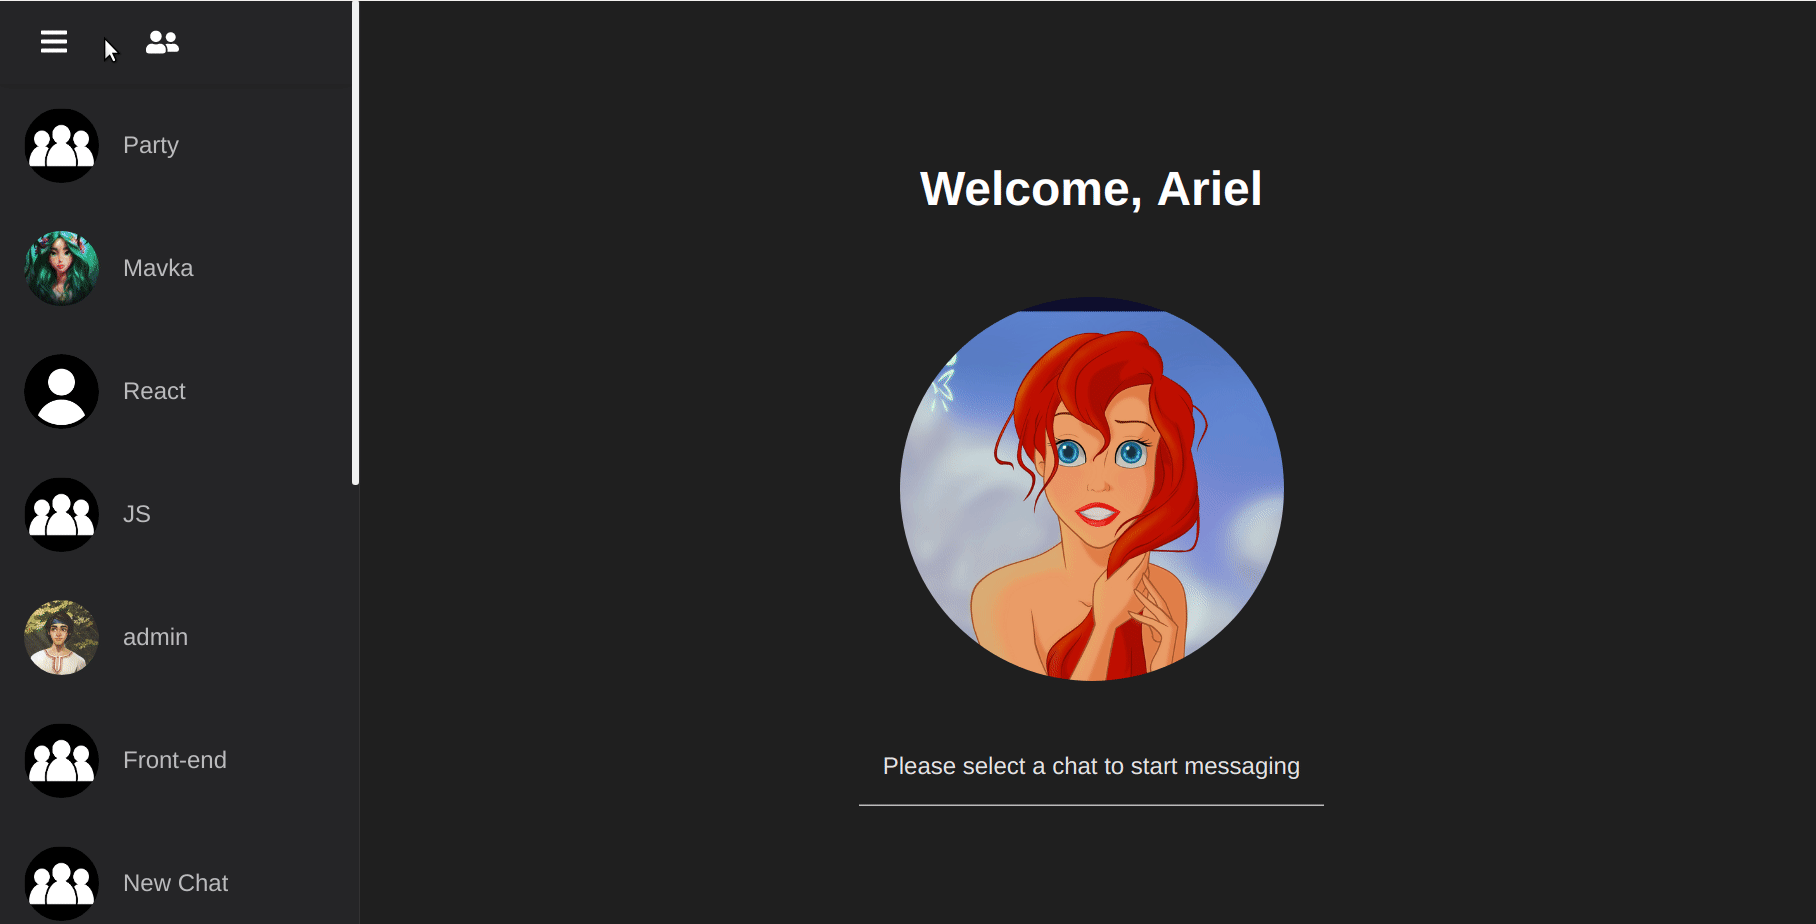 Party
Mavka
React
JS
admin
Front-end
New Chat
Welcome, Ariel
Please select a chat to start messaging